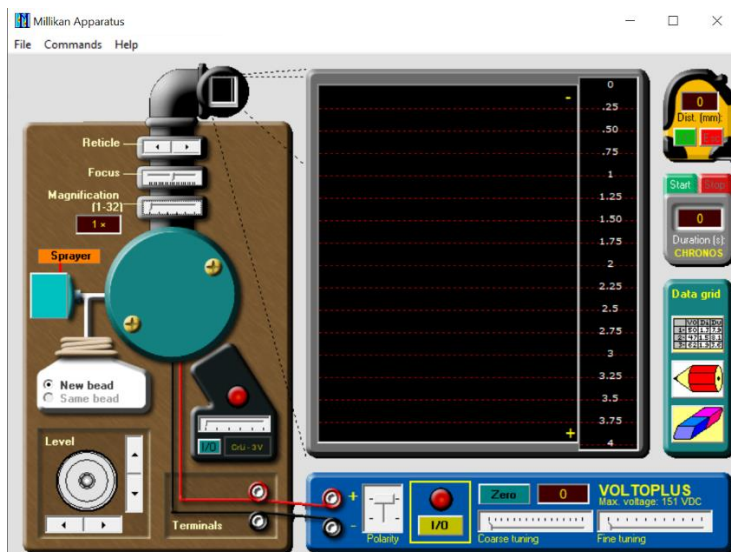 Millikan Apparatus
File Commands Help
Reticle
Focus
Magnification
(1-32)
1 ×
Sprayer
New bead
Same bead
Level
I/O
CrLi - 3V
Terminals
-
0
.25
.50
.75
1
1.25
1.50
1.75
2
2.25
2.5
2.75
3
3.25
3.5
3.75
4
+
0
Dist. (mm):
Start Stop
0
Duration (s):
CHRONOS
Data grid
+
-
Polarity
I/O
Zero
0
VOLTOPLUS
Max. voltage: 151 VDC
Coarse tuning
Fine tuning